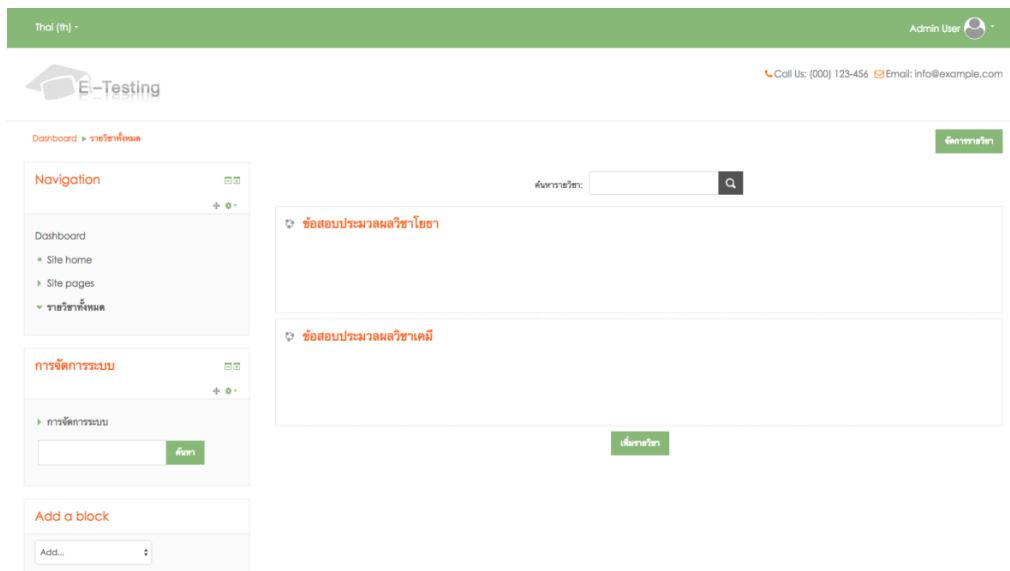 Thai (th)
Admin User
E-Testing
Call Us: (000) 123-456 Email: info@example.com
Dashboard ▸ รายวิชาทั้งหมด
จัดการรายวิชา
Navigation
Dashboard
Site home
Site pages
รายวิชาทั้งหมด
การจัดการระบบ
การจัดการระบบ
ค้นหา
Add a block
Add...
ค้นหารายวิชา:
ข้อสอบประมวลผลวิชาโยธา
ข้อสอบประมวลผลวิชาเคมี
เพิ่มรายวิชา